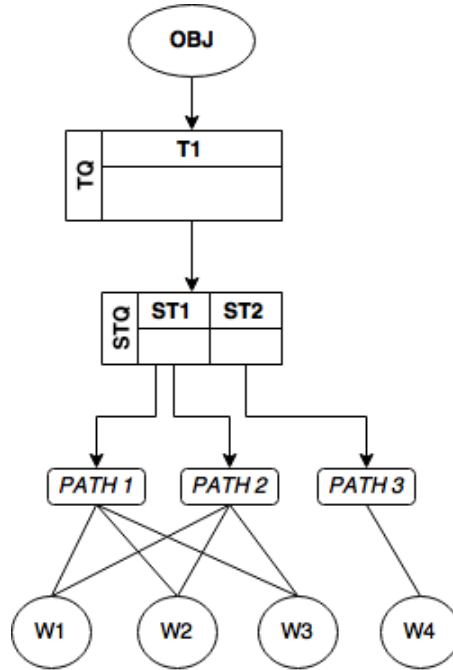 OBJ
TQ
T1
STQ
ST1 ST2
PATH 1 PATH 2 PATH 3
W1 W2 W3 W4